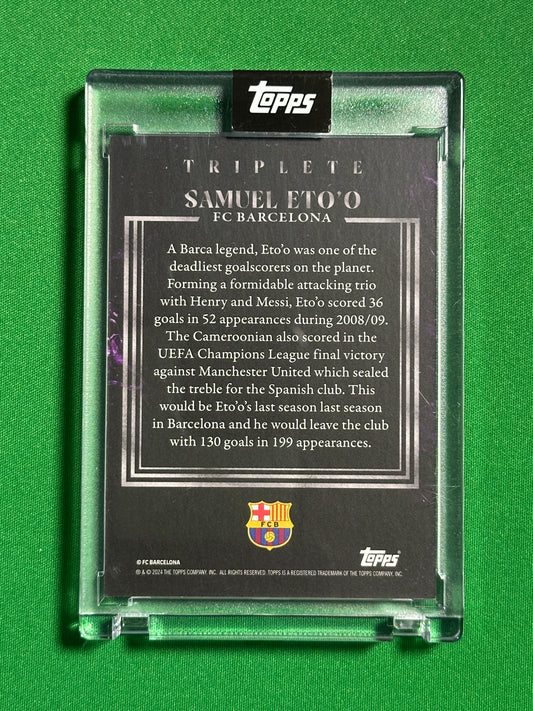 Topps
TRIPLETE
SAMUEL ETO'O
FC BARCELONA
A Barca legend, Eto'o was one of the
deadliest goalscorers on the planet.
Forming a formidable attacking trio
with Henry and Messi, Eto'o scored 36
goals in 52 appearances during 2008/09.
The Cameroonian also scored in the
UEFA Champions League final victory
against Manchester United which sealed
the treble for the Spanish club. This
would be Eto'o's last season last season
in Barcelona and he would leave the club
with 130 goals in 199 appearances.
FCB
© FC BARCELONA
Topps®
® & © 2024 THE TOPPS COMPANY, INC. ALL RIGHTS RESERVED. TOPPS IS A REGISTERED TRADEMARK OF THE TOPPS COMPANY, INC.